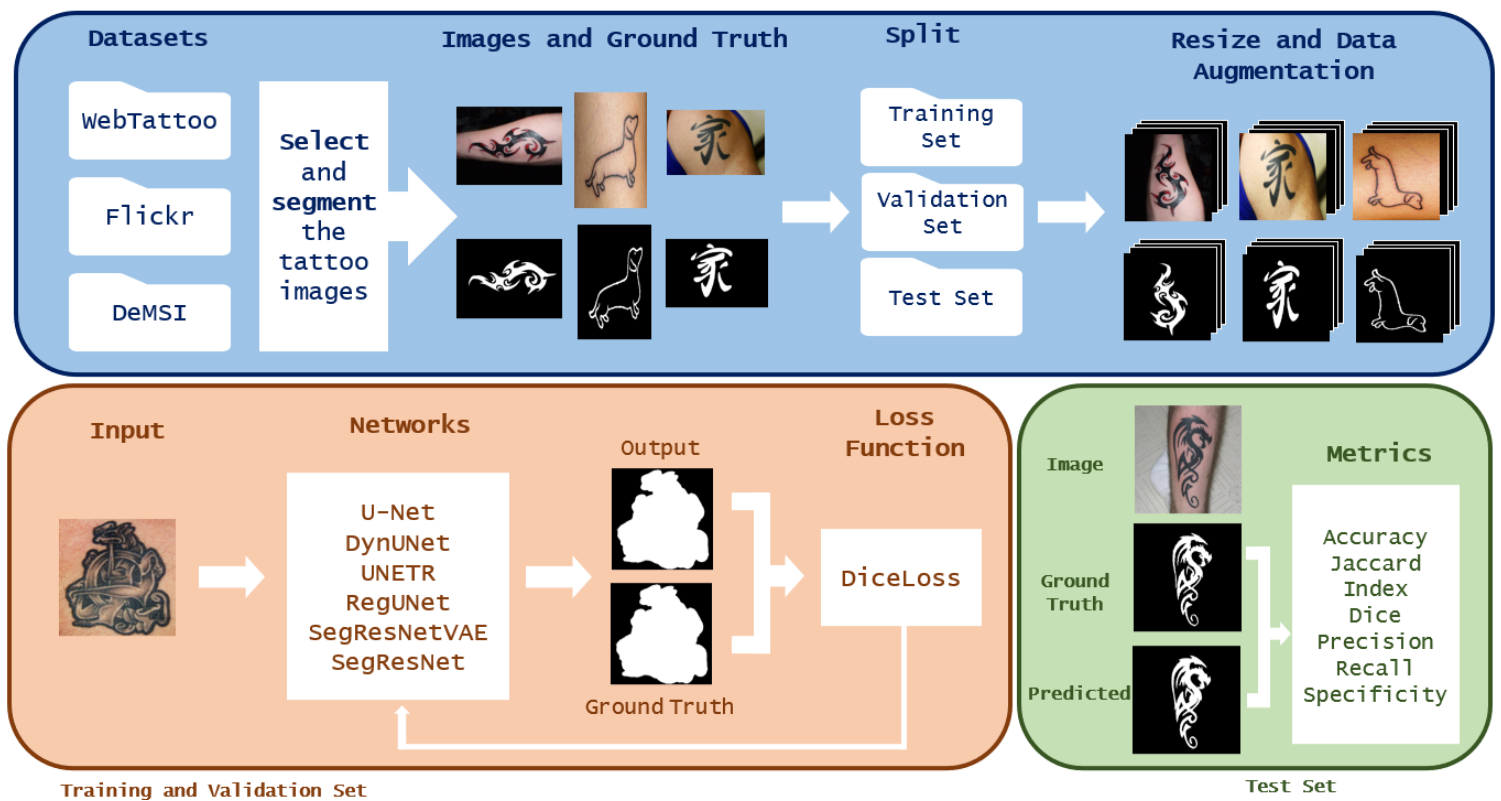 Datasets
WebTattoo
Flickr
DeMSI
Select
and
segment
the
tattoo
images
Images and Ground Truth
家
家
Split
Training
Set
Validation
Set
Test Set
Resize and Data
Augmentation
家
家
Input
Networks
U-Net
DynUNet
UNETR
RegUNet
SegResNetVAE
SegResNet
Output
Ground Truth
Loss
Function
DiceLoss
Training and Validation Set
Image
Ground
Truth
Predicted
Metrics
Accuracy
Jaccard
Index
Dice
Precision
Recall
Specificity
Test Set